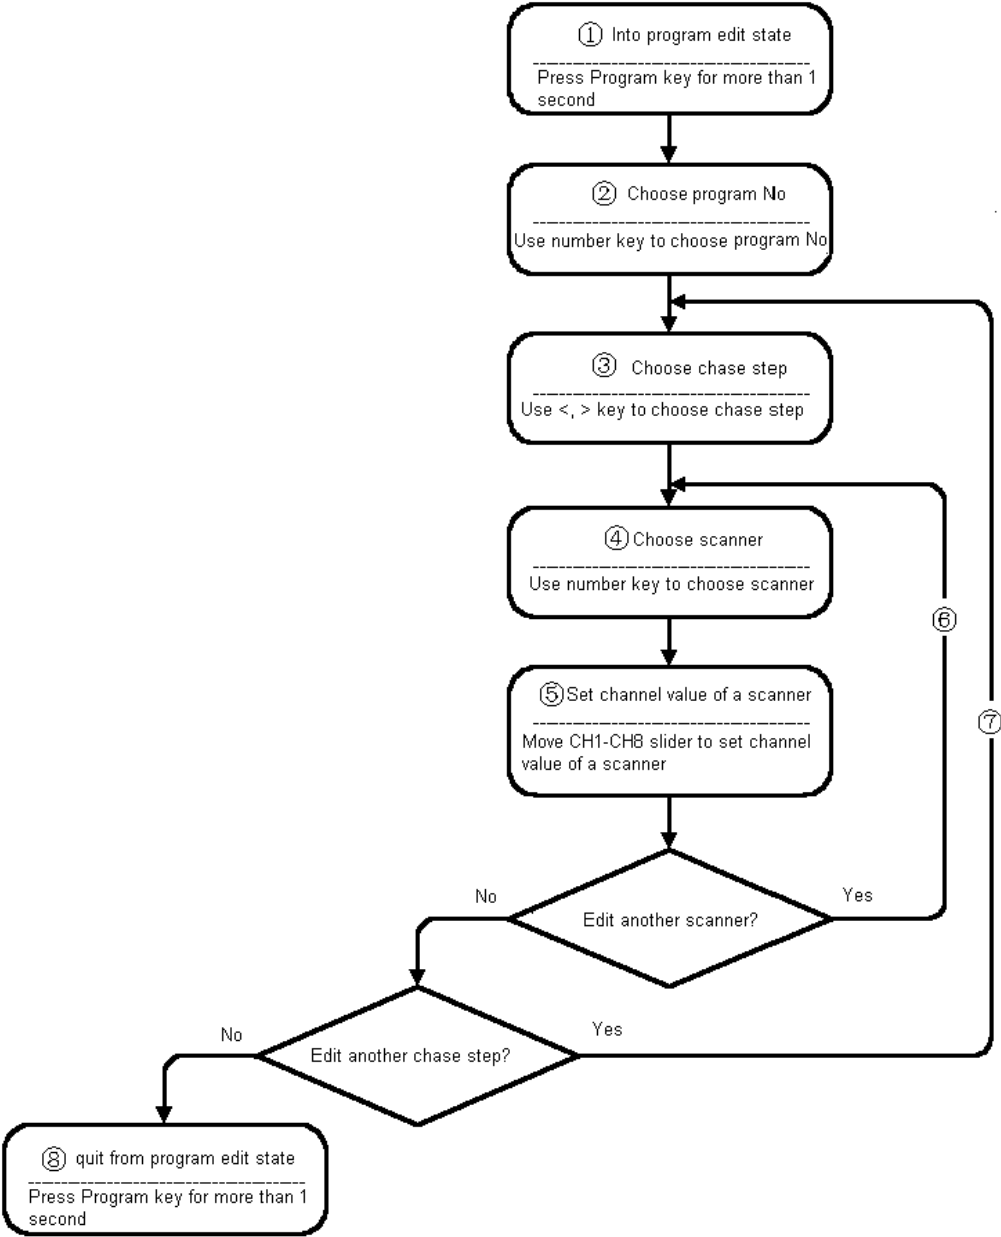 ① Into program edit state
Press Program key for more than 1
second
② Choose program No
Use number key to choose program No
③ Choose chase step
Use <, > key to choose chase step
④ Choose scanner
Use number key to choose scanner
⑥
⑤ Set channel value of a scanner
⑦
Move CH1-CH8 slider to set channel
value of a scanner
No
Yes
Edit another scanner?
No
Yes
Edit another chase step?
⑧ quit from program edit state
Press Program key for more than 1
second